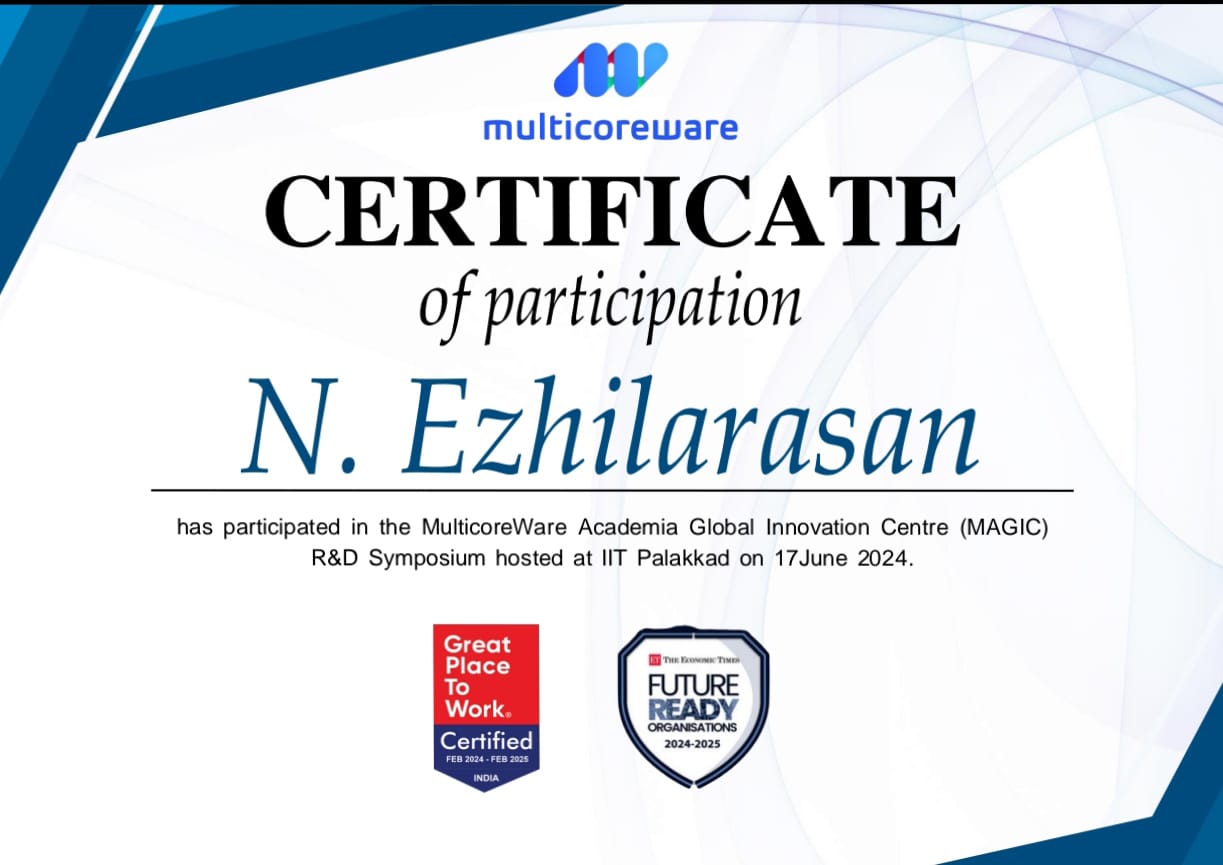 multicoreware
CERTIFICATE
of participation
N. Ezhilarasan
has participated in the MulticoreWare Academia Global Innovation Centre (MAGIC)
R&D Symposium hosted at IIT Palakkad on 17June 2024.
Great
Place
To
Work®
Certified
FEB 2024 - FEB 2025
INDIA
ET THE ECONOMIC TIMES
FUTURE
READY
ORGANISATIONS
2024-2025